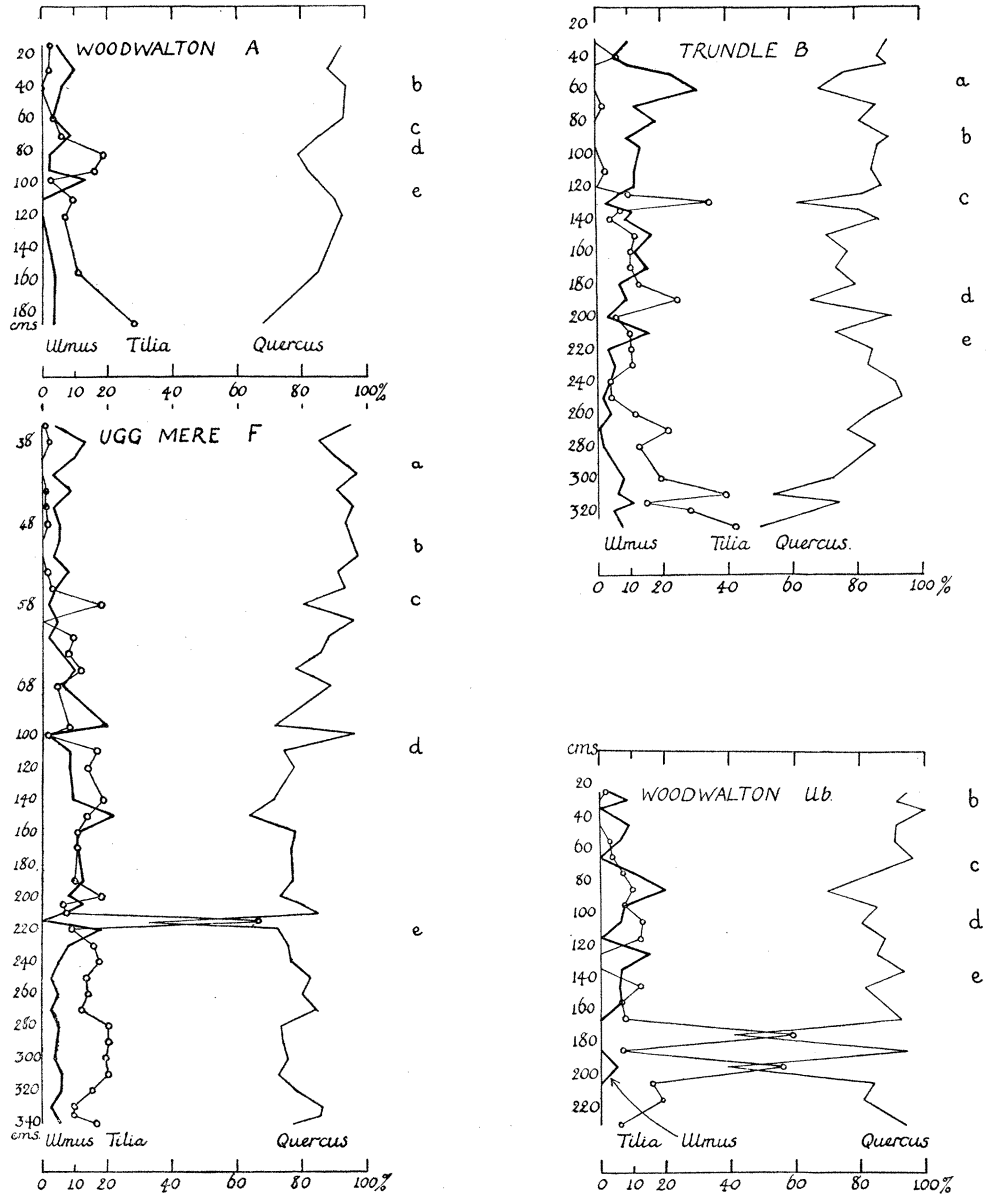 WOODWALTON A
20
40
60
80
100
120
140
160
180
cms
b
c
d
e
Ulmus Tilia Quercus
0 10 20 40 60 80 100%
UGG MERE F
38
48
58
68
100
120
140
160
180
200
220
240
260
280
300
320
340
cms.
a
b
c
d
e
Ulmus Tilia Quercus
0 10 20 40 60 80 100%
TRUNDLE B
20
40
60
80
100
120
140
160
180
200
220
240
260
280
300
320
a
b
c
d
e
Ulmus Tilia Quercus.
0 10 20 40 60 80 100%
cms
WOODWALTON Ub.
20
40
60
80
100
120
140
160
180
200
220
b
c
d
e
Tilia Ulmus Quercus
0 10 20 40 60 80 100%